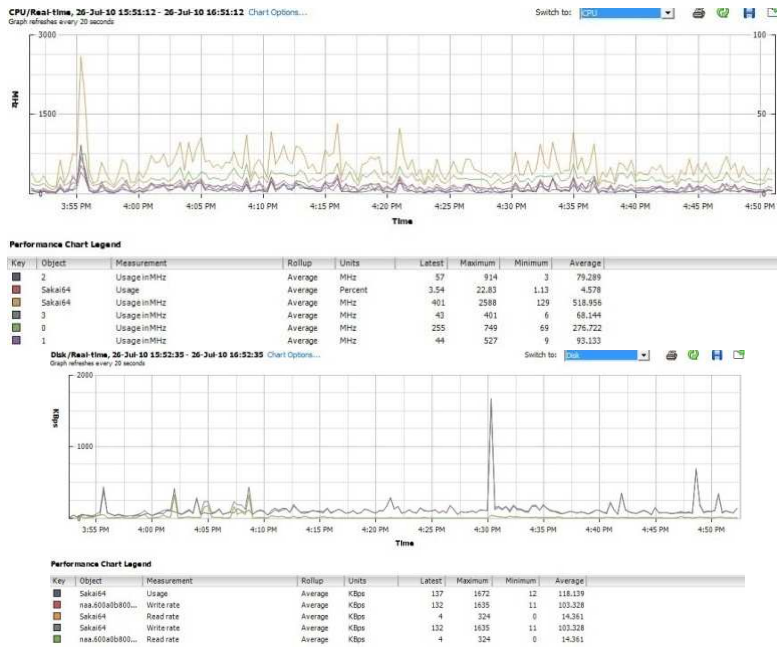 CPU/Real-time, 26-Jul-10 15:51:12 - 26-Jul-10 16:51:12 Chart Options... Switch to: CPU
Graph refreshes every 20 seconds
3000 100
MHz
1500 50
0 0
3:55 PM 4:00 PM 4:05 PM 4:10 PM 4:15 PM 4:20 PM 4:25 PM 4:30 PM 4:35 PM 4:40 PM 4:45 PM 4:50 PM
Time
Performance Chart Legend
Key Object Measurement Rollup Units Latest Maximum Minimum Average
2 Usage in MHz Average MHz 57 914 3 79.289
Sakai64 Usage Average Percent 3.54 22.83 1.13 4.578
Sakai64 Usage in MHz Average MHz 401 2588 129 518.956
3 Usage in MHz Average MHz 43 401 6 68.144
0 Usage in MHz Average MHz 255 749 69 276.722
1 Usage in MHz Average MHz 44 527 9 93.133
Disk/Real-time, 26-Jul-10 15:52:35 - 26-Jul-10 16:52:35 Chart Options... Switch to: Disk
Graph refreshes every 20 seconds
2000
KBps
1000
0
3:55 PM 4:00 PM 4:05 PM 4:10 PM 4:15 PM 4:20 PM 4:25 PM 4:30 PM 4:35 PM 4:40 PM 4:45 PM 4:50 PM
Time
Performance Chart Legend
Key Object Measurement Rollup Units Latest Maximum Minimum Average
Sakai64 Usage Average KBps 137 1672 12 118.139
naa.600a0b800... Write rate Average KBps 132 1635 11 103.328
Sakai64 Read rate Average KBps 4 324 0 14.361
Sakai64 Write rate Average KBps 132 1635 11 103.328
naa.600a0b800... Read rate Average KBps 4 324 0 14.361